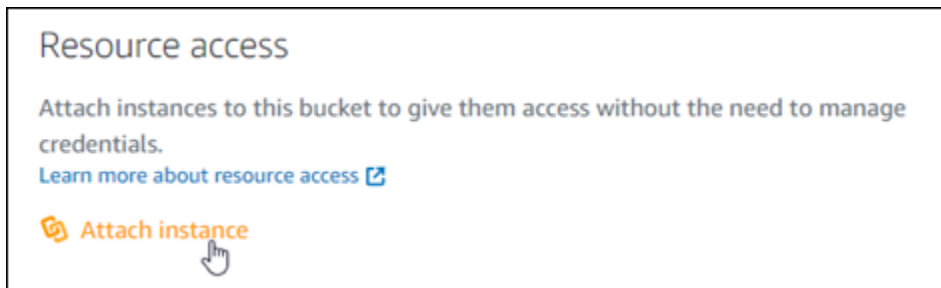 Resource access
Attach instances to this bucket to give them access without the need to manage
credentials.
Learn more about resource access
Attach instance